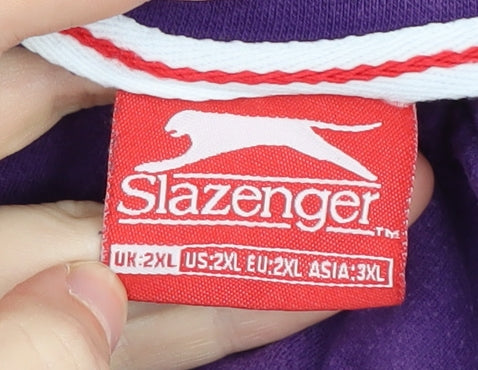 Slazenger
TM
UK:2XL US:2XL EU:2XL ASIA:3XL